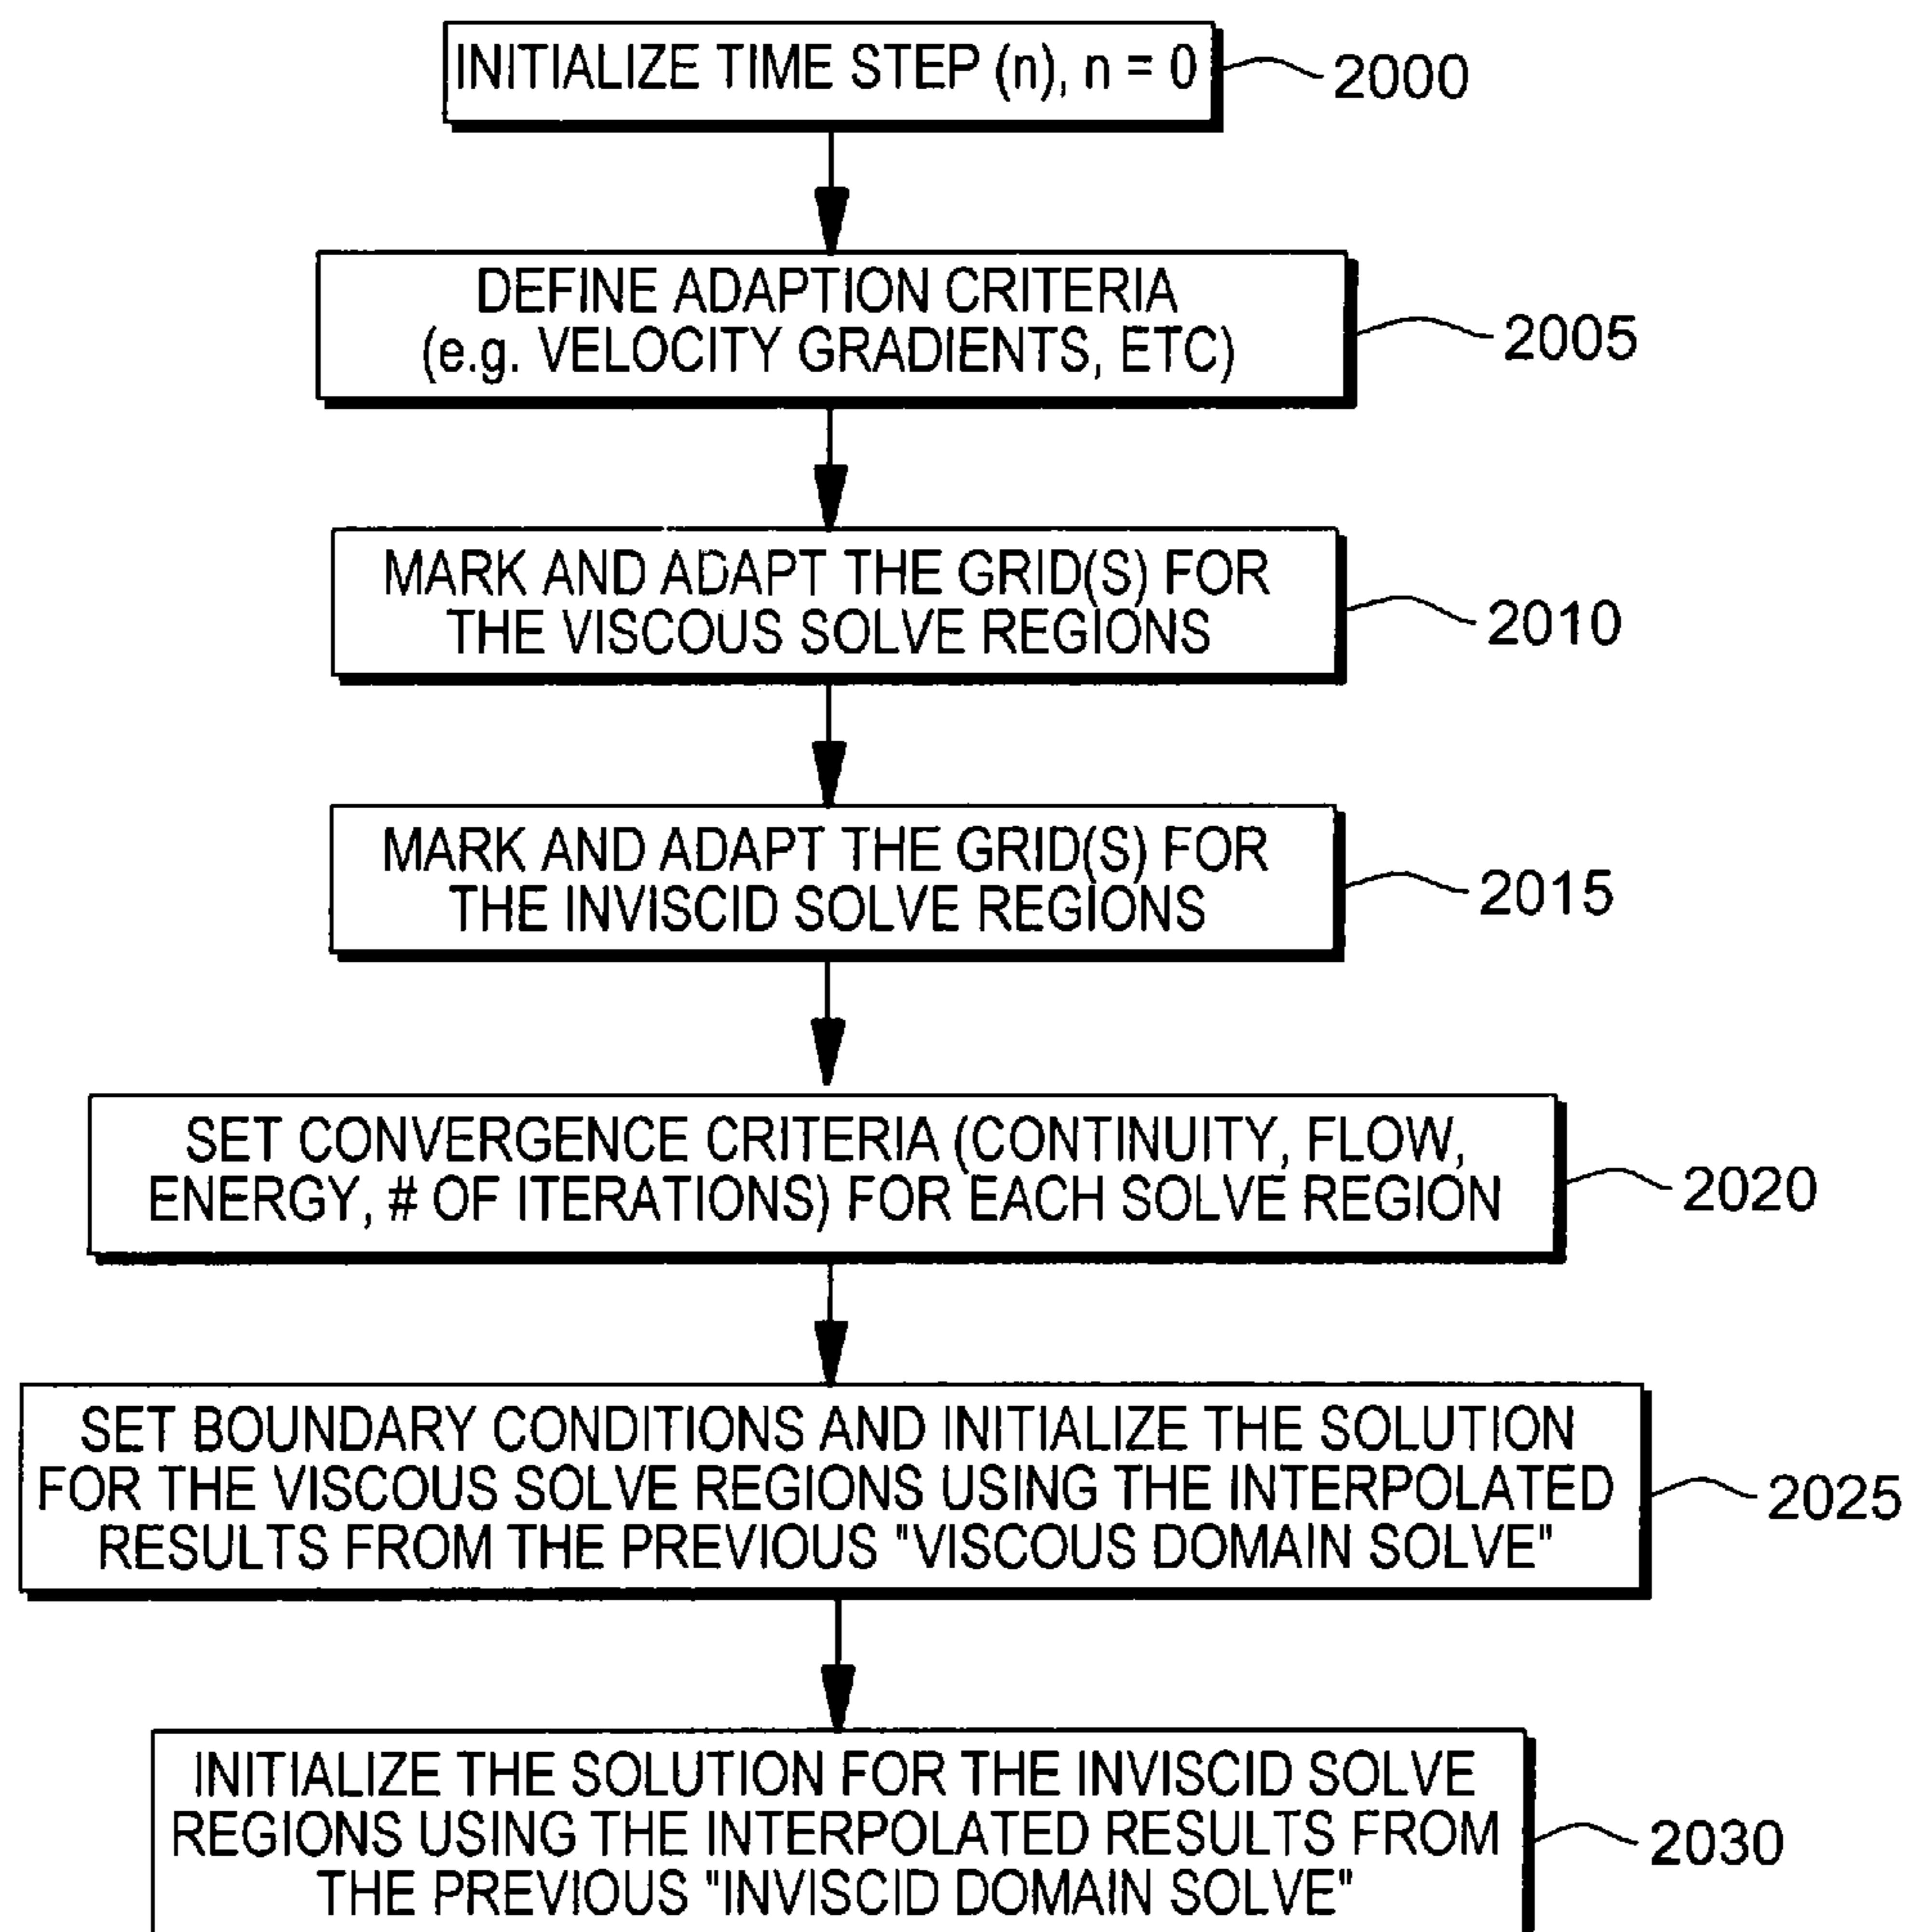 INITIALIZE TIME STEP (n), n = 0
2000
DEFINE ADAPTION CRITERIA
(e.g. VELOCITY GRADIENTS, ETC)
2005
MARK AND ADAPT THE GRID(S) FOR
THE VISCOUS SOLVE REGIONS
2010
MARK AND ADAPT THE GRID(S) FOR
THE INVISCID SOLVE REGIONS
2015
SET CONVERGENCE CRITERIA (CONTINUITY, FLOW,
ENERGY, # OF ITERATIONS) FOR EACH SOLVE REGION
2020
SET BOUNDARY CONDITIONS AND INITIALIZE THE SOLUTION
FOR THE VISCOUS SOLVE REGIONS USING THE INTERPOLATED
RESULTS FROM THE PREVIOUS "VISCOUS DOMAIN SOLVE"
2025
INITIALIZE THE SOLUTION FOR THE INVISCID SOLVE
REGIONS USING THE INTERPOLATED RESULTS FROM
THE PREVIOUS "INVISCID DOMAIN SOLVE"
2030